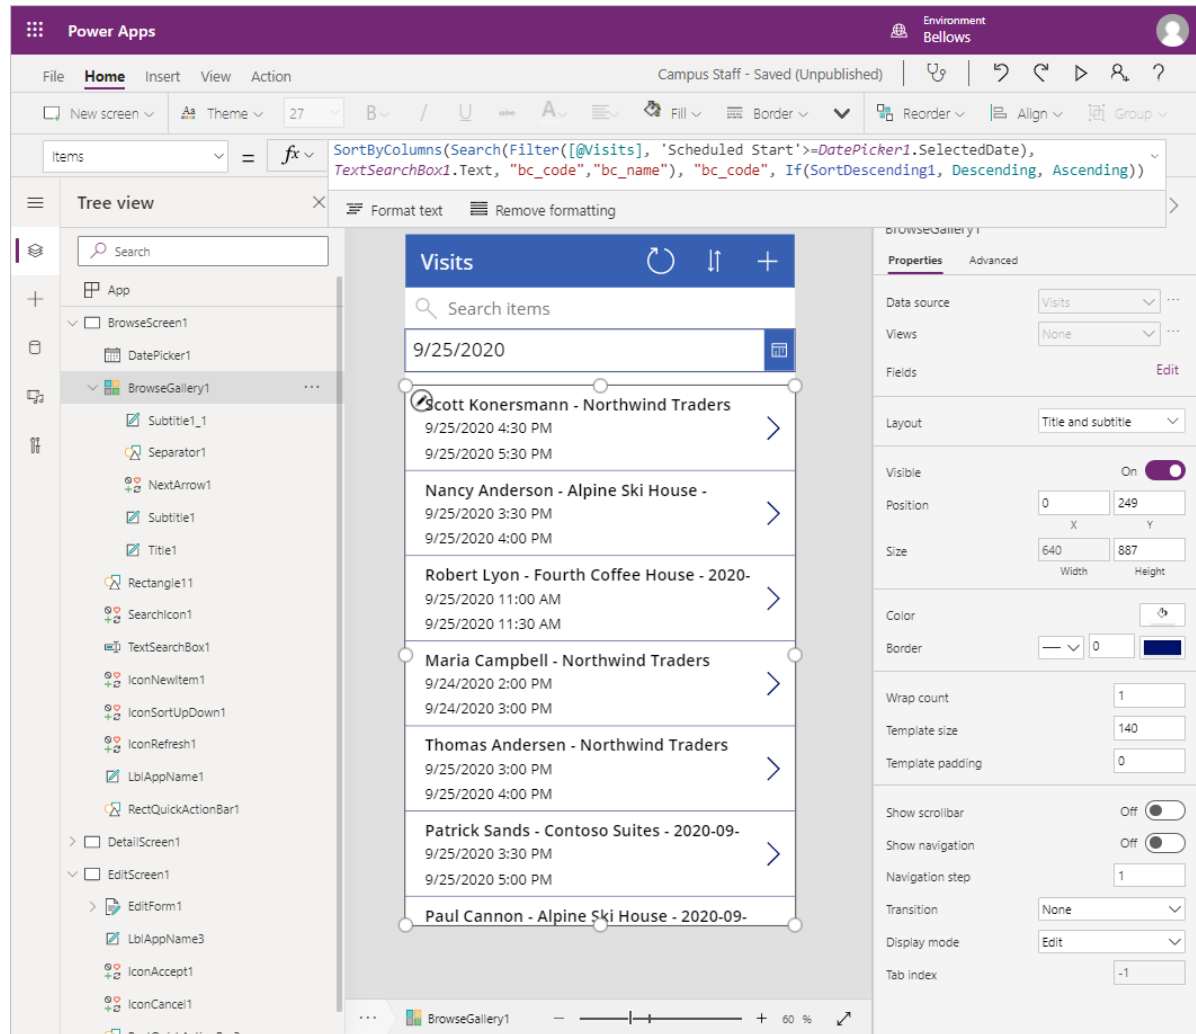 Power Apps
Environment
Bellows
File Home Insert View Action
Campus Staff - Saved (Unpublished)
New screen Theme 27 B / U abc A Fill Border Reorder Align Group
Items = fx
SortByColumns(Search(Filter([@Visits], 'Scheduled Start'>=DatePicker1.SelectedDate),
TextSearchBox1.Text, "bc_code","bc_name"), "bc_code", If(SortDescending1, Descending, Ascending))
Format text Remove formatting
Tree view
Search
App
BrowseScreen1
DatePicker1
BrowseGallery1
Subtitle1_1
Separator1
NextArrow1
Subtitle1
Title1
Rectangle11
SearchIcon1
TextSearchBox1
IconNewItem1
IconSortUpDown1
IconRefresh1
LblAppName1
RectQuickActionBar1
DetailScreen1
EditScreen1
EditForm1
LblAppName3
IconAccept1
IconCancel1
Visits
Search items
9/25/2020
Scott Konersmann - Northwind Traders
9/25/2020 4:30 PM
9/25/2020 5:30 PM
Nancy Anderson - Alpine Ski House -
9/25/2020 3:30 PM
9/25/2020 4:00 PM
Robert Lyon - Fourth Coffee House - 2020-
9/25/2020 11:00 AM
9/25/2020 11:30 AM
Maria Campbell - Northwind Traders
9/24/2020 2:00 PM
9/24/2020 3:00 PM
Thomas Andersen - Northwind Traders
9/25/2020 3:00 PM
9/25/2020 4:00 PM
Patrick Sands - Contoso Suites - 2020-09-
9/25/2020 3:30 PM
9/25/2020 5:00 PM
Paul Cannon - Alpine Ski House - 2020-09-
BrowseGallery1 60 %
BrowseGallery1
Properties Advanced
Data source Visits
Views None
Fields Edit
Layout Title and subtitle
Visible On
Position 0 249
X Y
Size 640 887
Width Height
Color
Border 0
Wrap count 1
Template size 140
Template padding 0
Show scrollbar Off
Show navigation Off
Navigation step 1
Transition None
Display mode Edit
Tab index -1